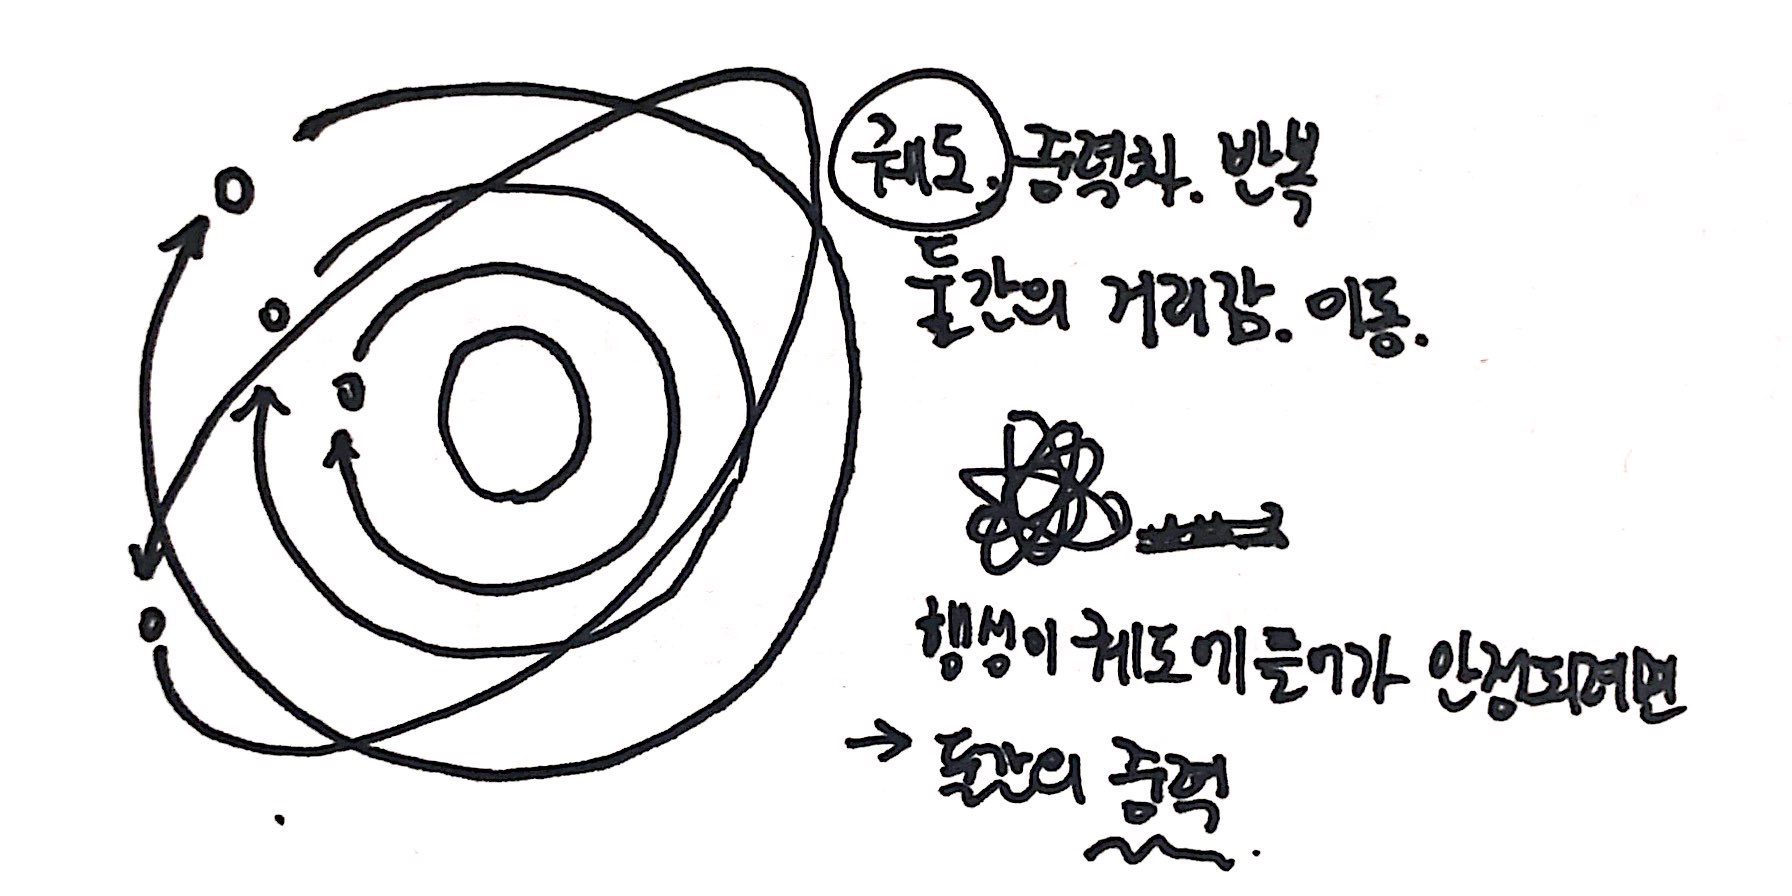 궤도. 중력차. 반복
둘간의 거리감. 이동.
행성이 궤도에 들어가 안정되려면
→ 둘간의 중력